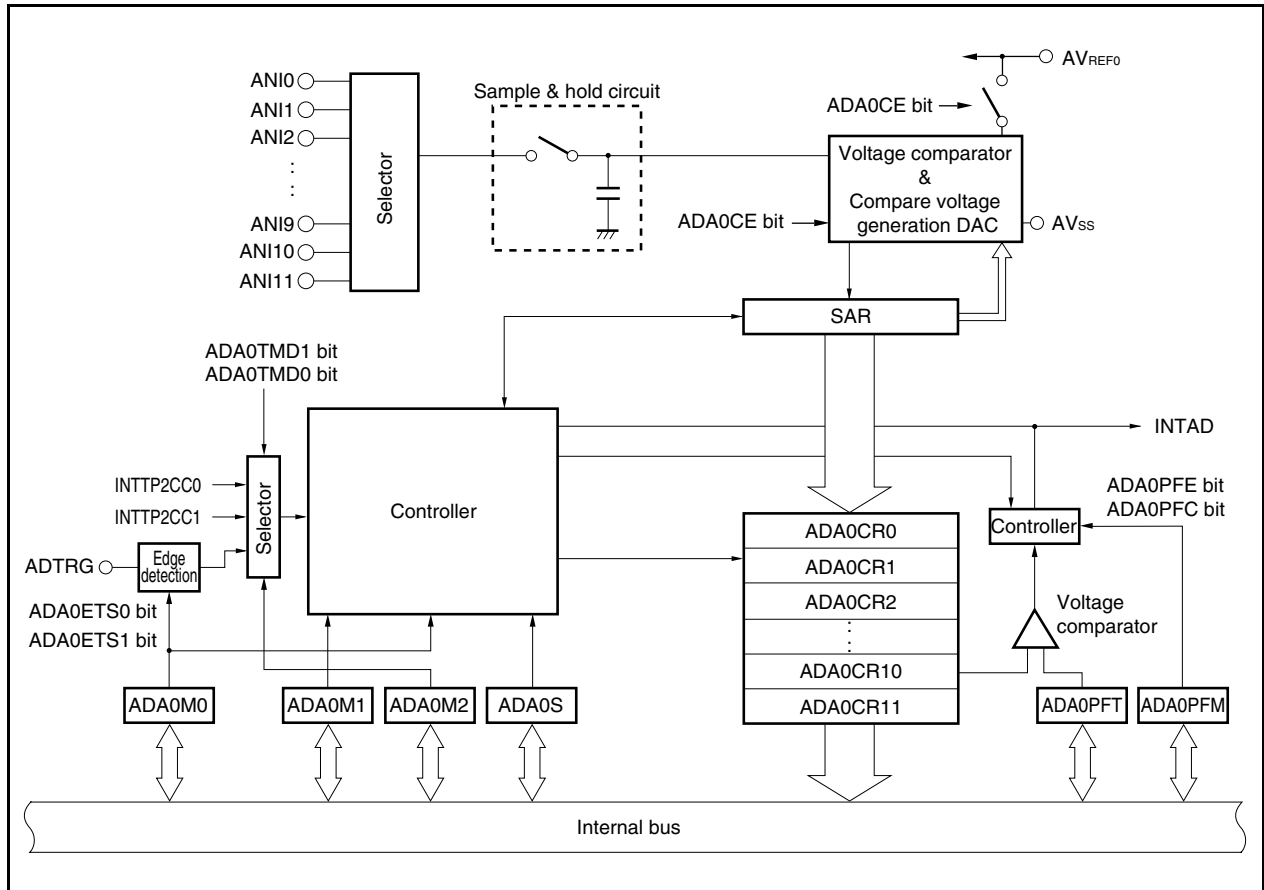 ANI0
ANI1
ANI2
ANI9
ANI10
ANI11
Selector
Sample & hold circuit
AVREF0
ADA0CE bit
Voltage comparator
&
Compare voltage
generation DAC
ADA0CE bit
AVSS
SAR
ADA0TMD1 bit
ADA0TMD0 bit
INTTP2CC0
INTTP2CC1
ADTRG
Edge
detection
Selector
Controller
INTAD
ADA0PFE bit
ADA0PFC bit
Controller
ADA0CR0
ADA0CR1
ADA0CR2
ADA0CR10
ADA0CR11
Voltage
comparator
ADA0ETS0 bit
ADA0ETS1 bit
ADA0M0
ADA0M1
ADA0M2
ADA0S
ADA0PFT
ADA0PFM
Internal bus